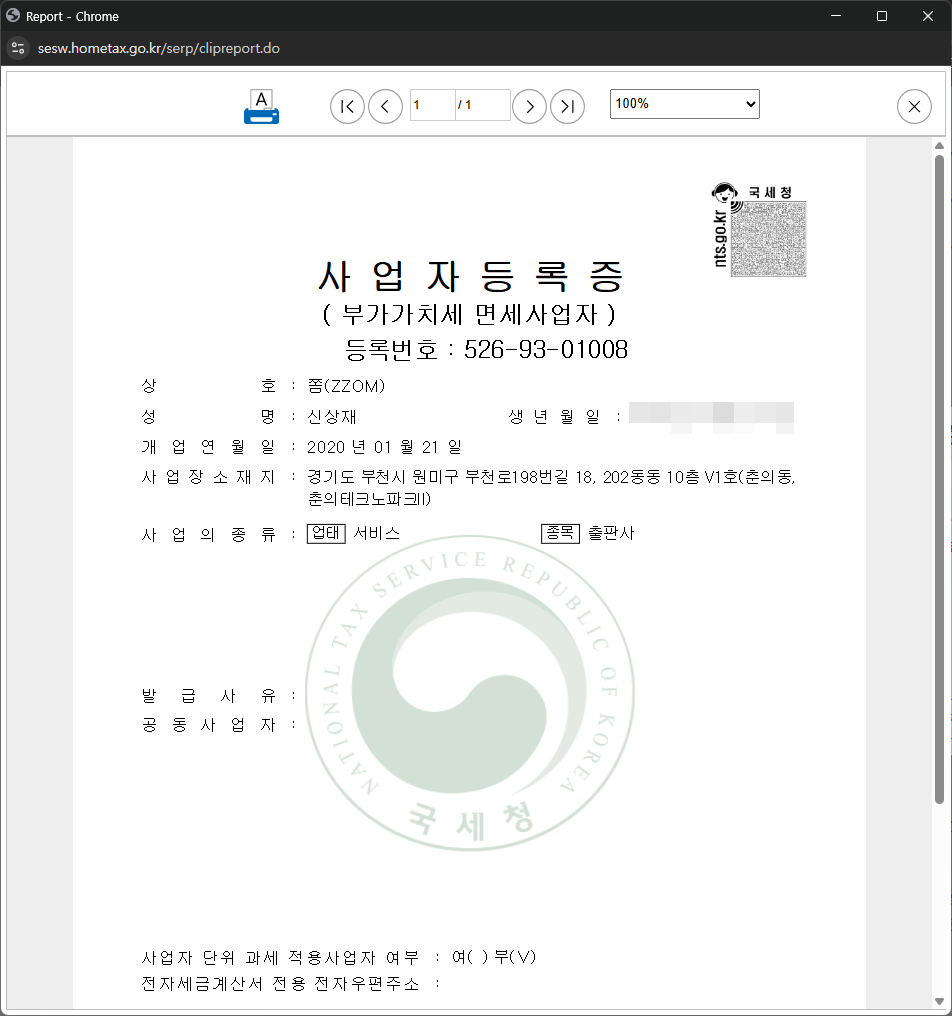 Report - Chrome
sesw.hometax.go.kr/serp/clipreport.do
A
1 / 1
100%
국세청
nts.go.kr
사 업 자 등 록 증
( 부가가치세 면세사업자 )
등록번호 : 526-93-01008
상 호 : 쫌(ZZOM)
성 명 : 신상재 생 년 월 일 :
개 업 연 월 일 : 2020 년 01 월 21 일
사 업 장 소 재 지 : 경기도 부천시 원미구 부천로198번길 18, 202동동 10층 V1호(춘의동,
춘의테크노파크II)
사 업 의 종 류 : 업태 서비스 종목 출판사
NATIONAL TAX SERVICE REPUBLIC OF KOREA
발 급 사 유 :
공 동 사 업 자 :
국세청
사업자 단위 과세 적용사업자 여부 : 여( ) 부(∨)
전자세금계산서 전용 전자우편주소 :